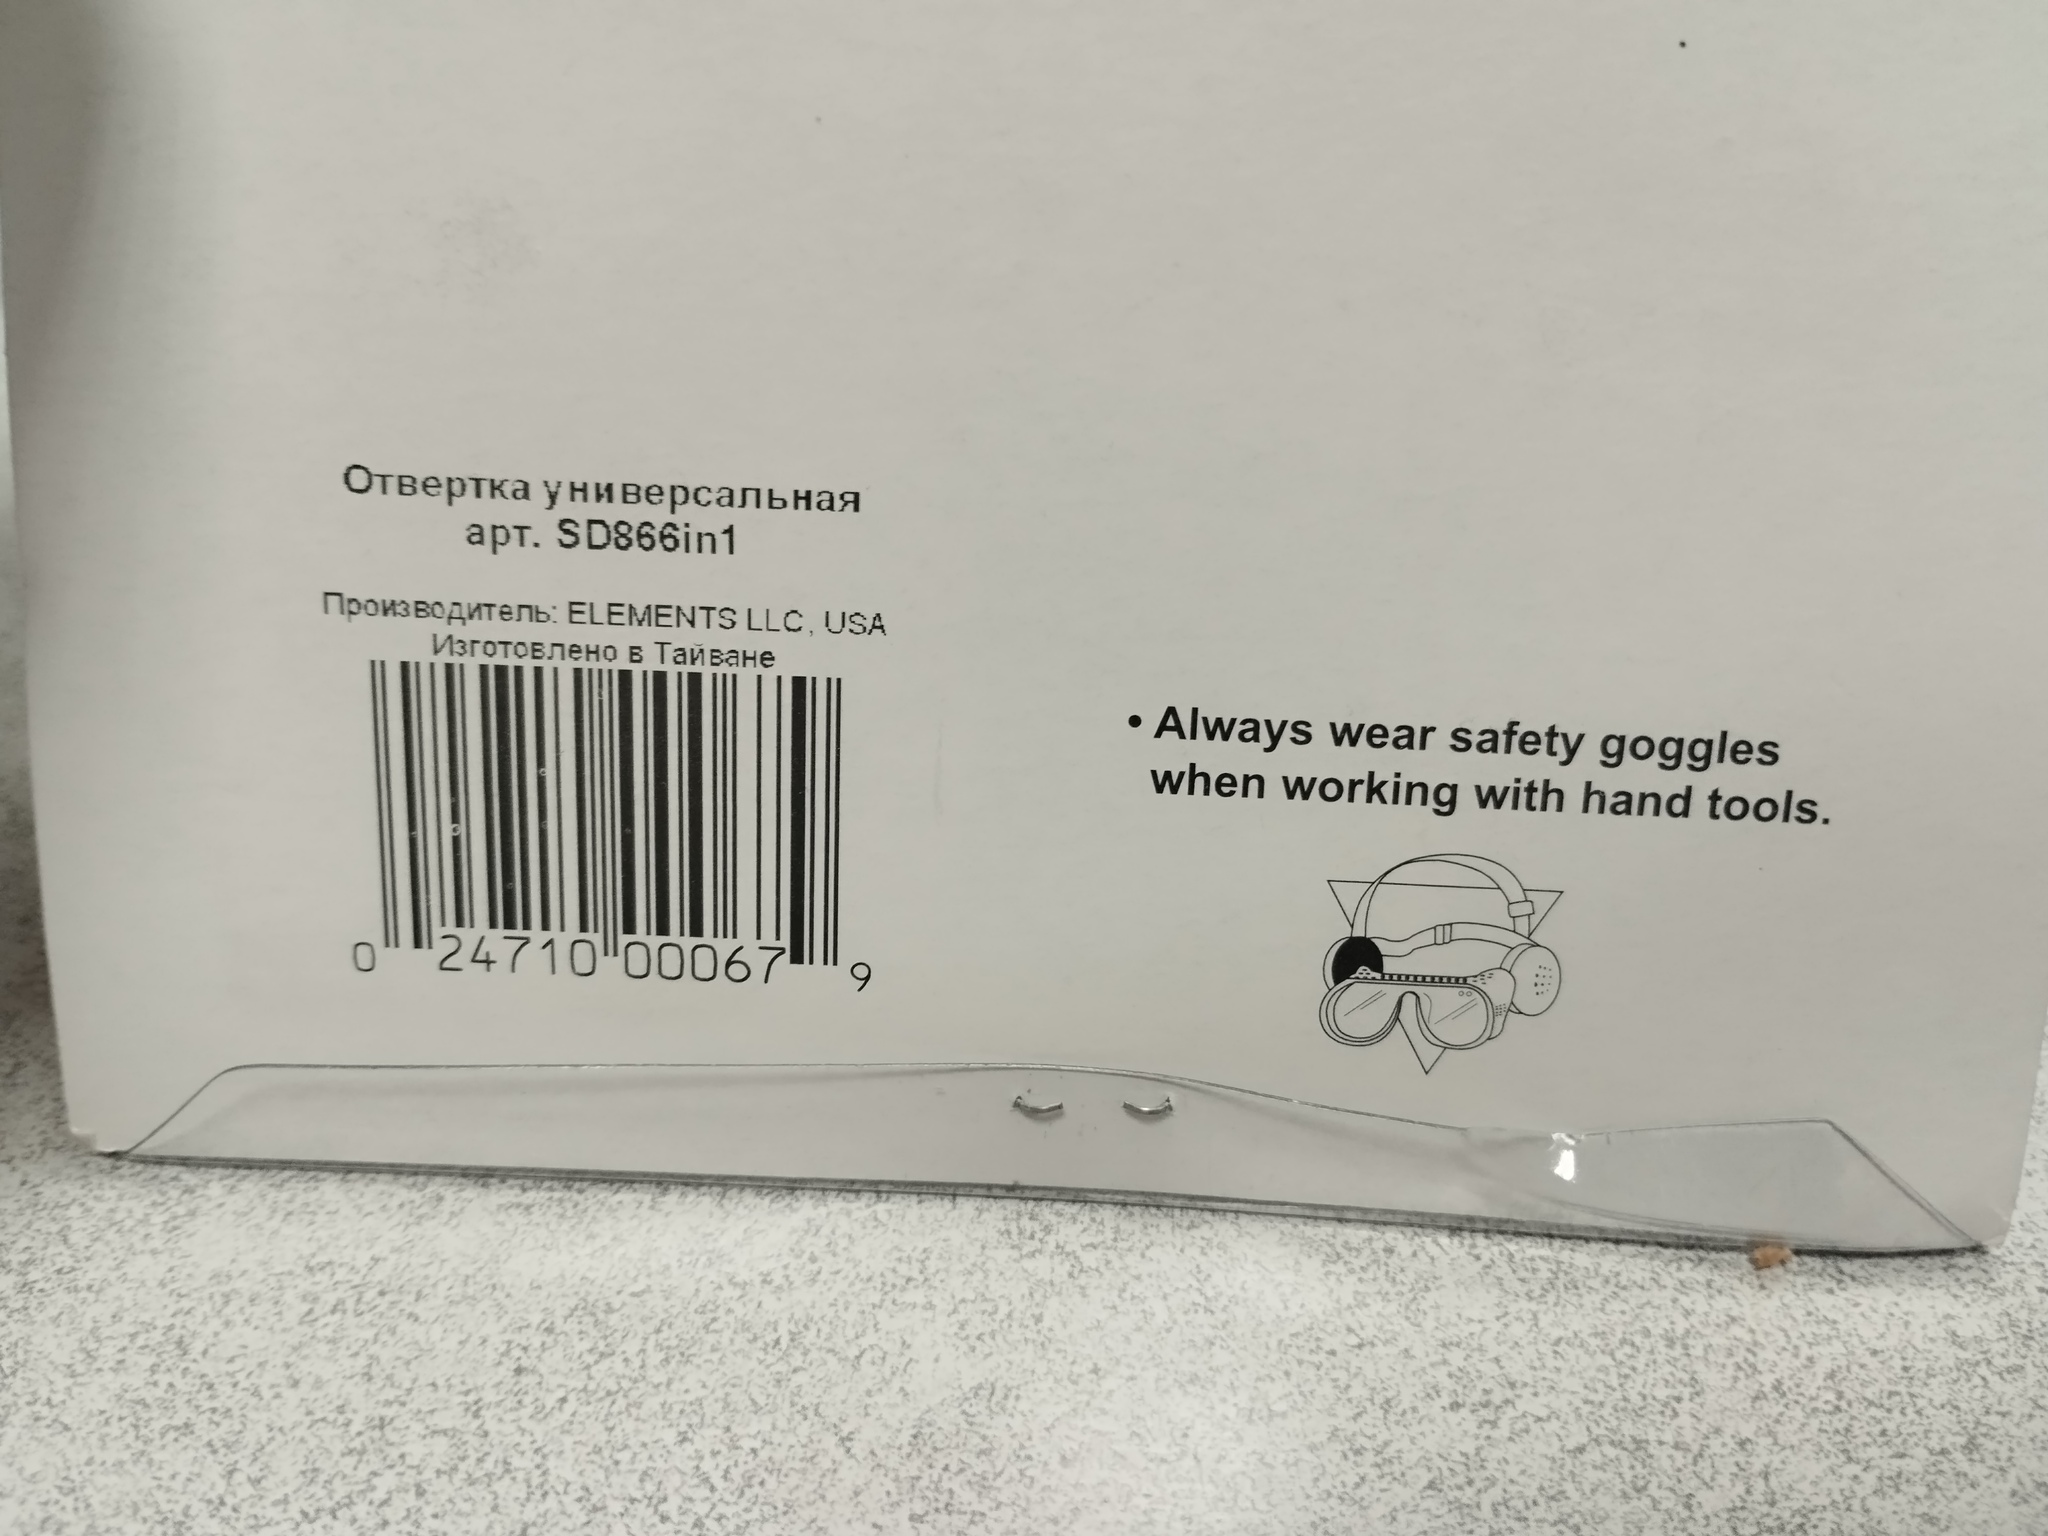 Отвертка универсальная
арт. SD866in1
Производитель: ELEMENTS LLC, USA
Изготовлено в Тайване
0 24710 00067 9
• Always wear safety goggles
when working with hand tools.